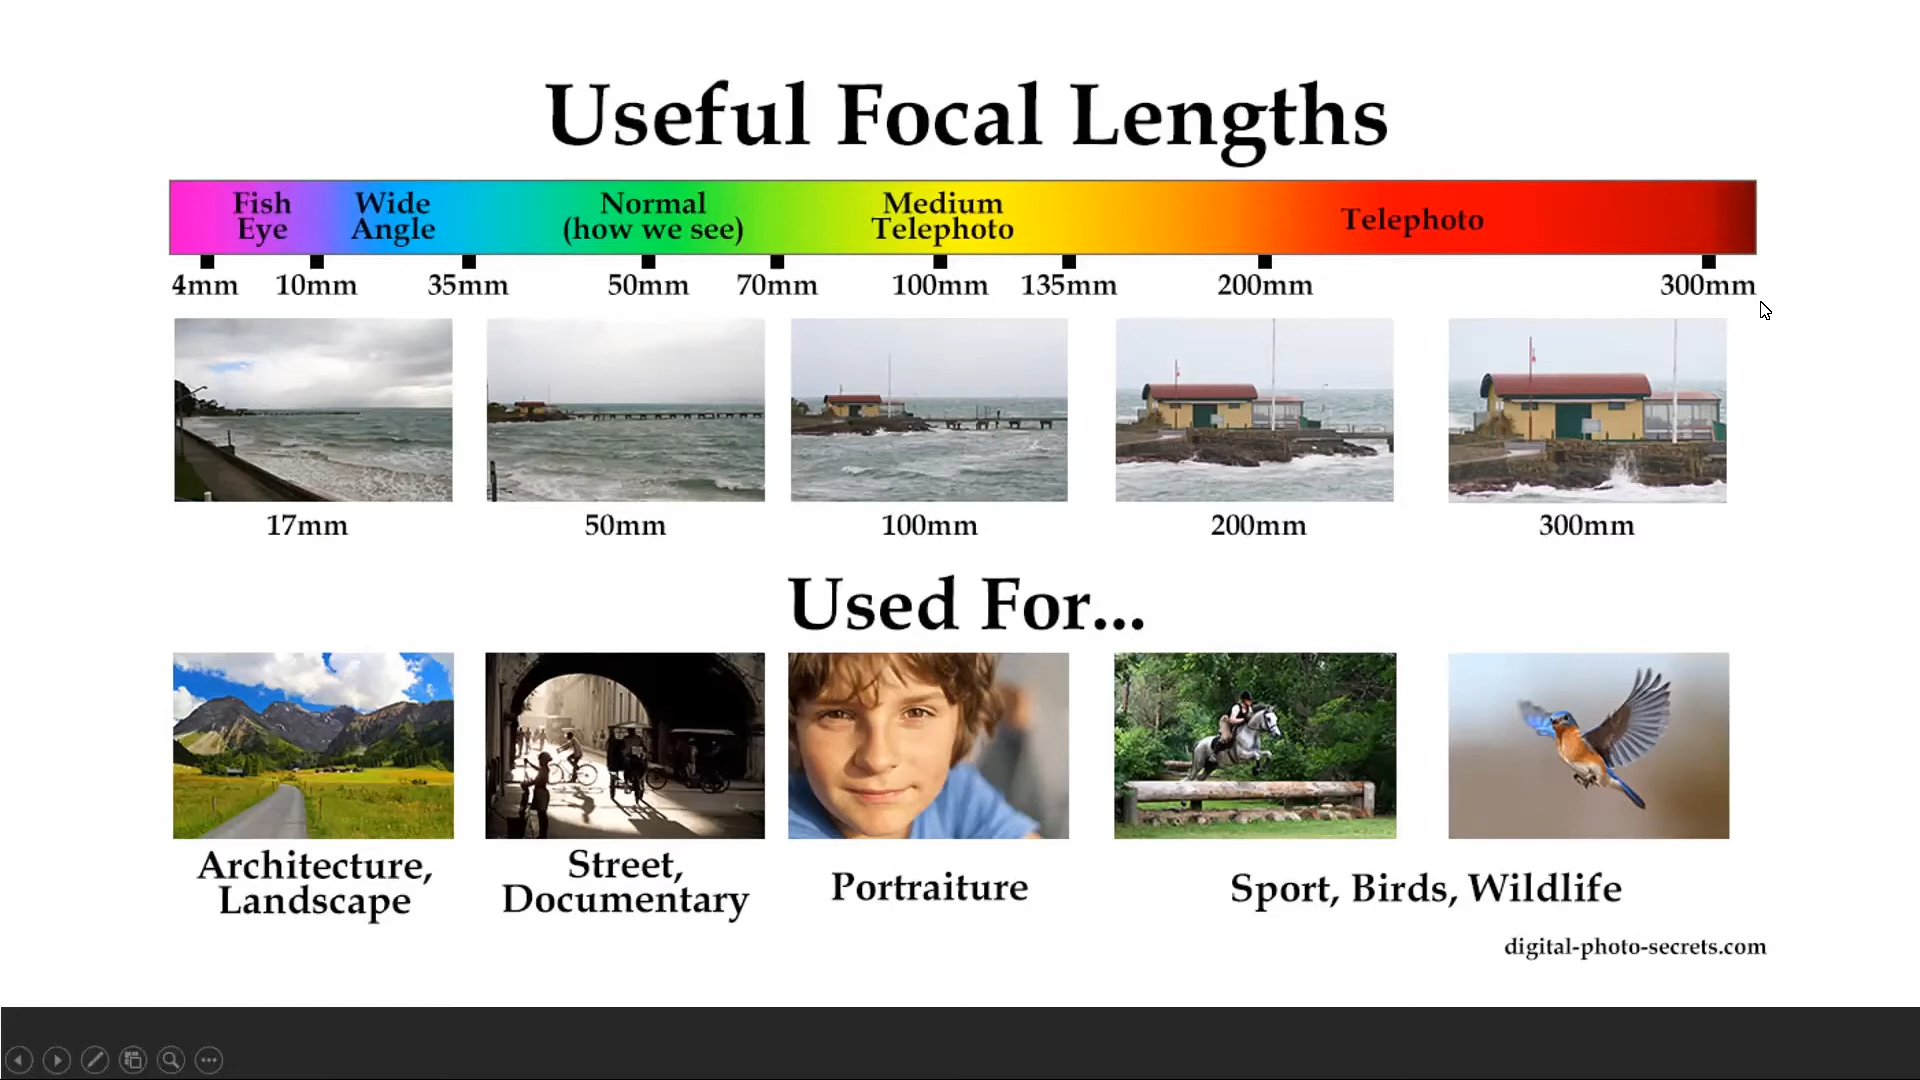 Useful Focal Lengths
Fish
Eye
Wide
Angle
Normal
(how we see)
Medium
Telephoto
Telephoto
4mm 10mm 35mm 50mm 70mm 100mm 135mm 200mm 300mm
17mm 50mm 100mm 200mm 300mm
Used For...
Architecture,
Landscape
Street,
Documentary
Portraiture
Sport, Birds, Wildlife
digital-photo-secrets.com